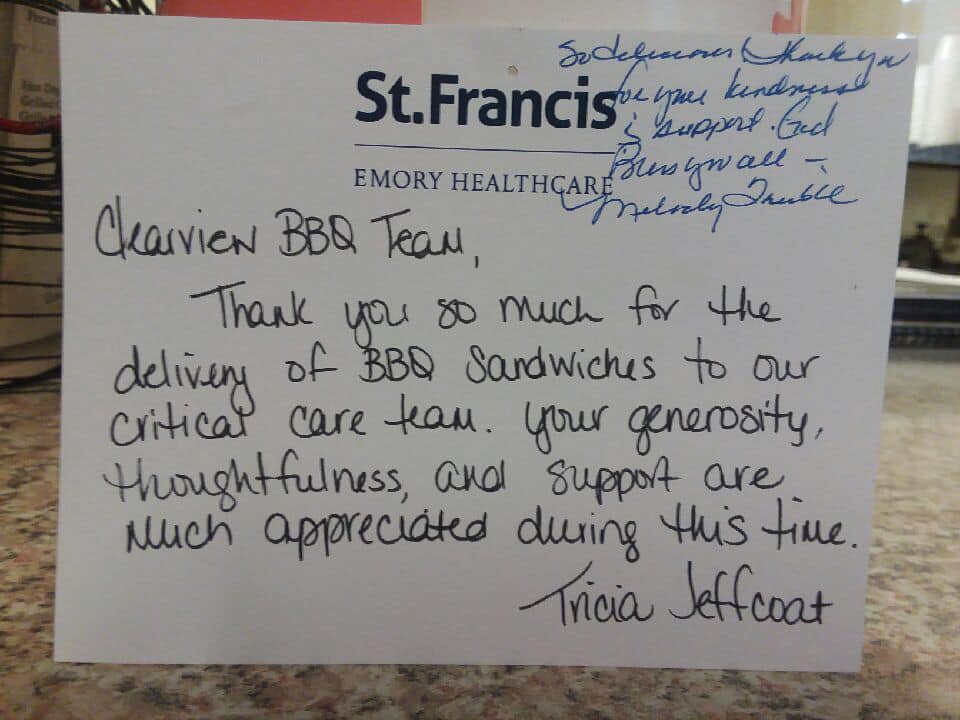 St.Francis
EMORY HEALTHCARE
So delicious! Thank you
for your kindness
& support. God
Bless you all –
Melody Trimble
Clearview BBQ Team,
Thank you so much for the
delivery of BBQ Sandwiches to our
critical care team. Your generosity,
thoughtfulness, and support are
much appreciated during this time.
Tricia Jeffcoat